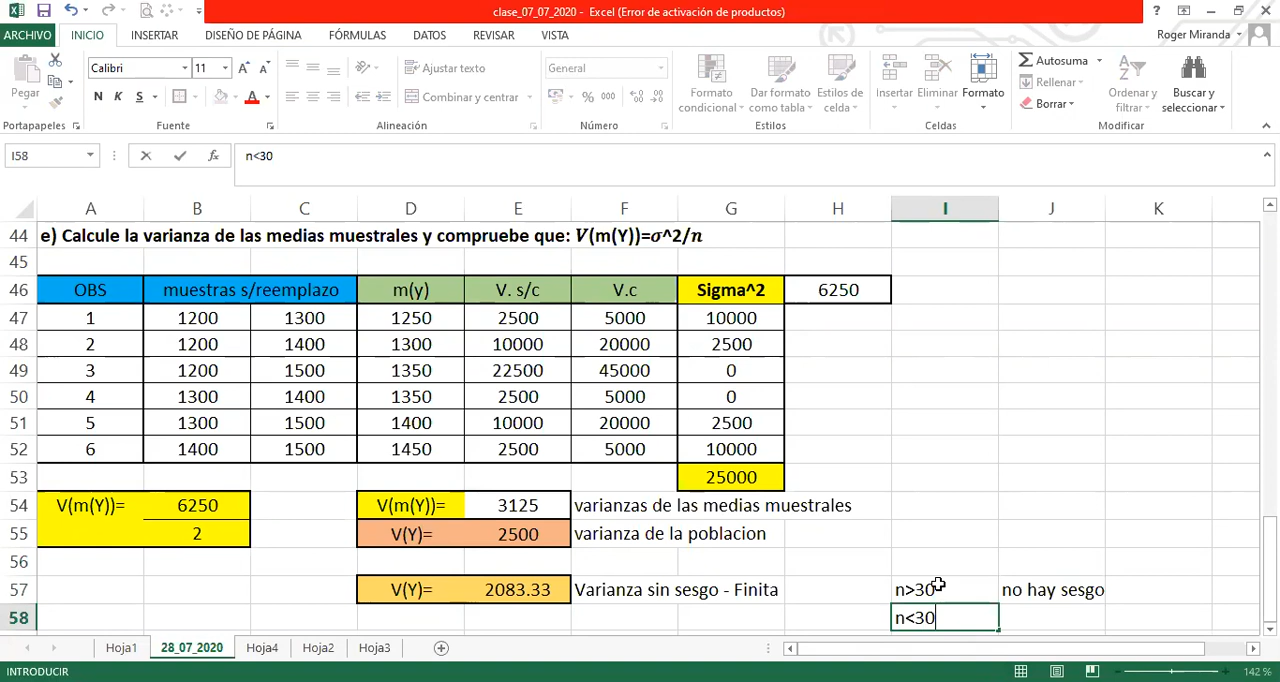 clase_07_07_2020 - Excel (Error de activación de productos)
ARCHIVO INICIO INSERTAR DISEÑO DE PÁGINA FÓRMULAS DATOS REVISAR VISTA Roger Miranda
Pegar
Calibri 11
N K S
Ajustar texto
Combinar y centrar
General
% 000
Formato condicional
Dar formato como tabla
Estilos de celda
Insertar Eliminar Formato
Autosuma
Rellenar
Borrar
Ordenar y filtrar
Buscar y seleccionar
Portapapeles Fuente Alineación Número Estilos Celdas Modificar
I58 fx n<30
A B C D E F G H I J K
44 e) Calcule la varianza de las medias muestrales y compruebe que: V(m(Y))=σ^2/n
45
46 OBS muestras s/reemplazo m(y) V. s/c V.c Sigma^2 6250
47 1 1200 1300 1250 2500 5000 10000
48 2 1200 1400 1300 10000 20000 2500
49 3 1200 1500 1350 22500 45000 0
50 4 1300 1400 1350 2500 5000 0
51 5 1300 1500 1400 10000 20000 2500
52 6 1400 1500 1450 2500 5000 10000
53 25000
54 V(m(Y))= 6250 V(m(Y))= 3125 varianzas de las medias muestrales
55 2 V(Y)= 2500 varianza de la poblacion
56
57 V(Y)= 2083.33 Varianza sin sesgo - Finita n>30 no hay sesgo
58 n<30
Hoja1 28_07_2020 Hoja4 Hoja2 Hoja3
INTRODUCIR 142 %